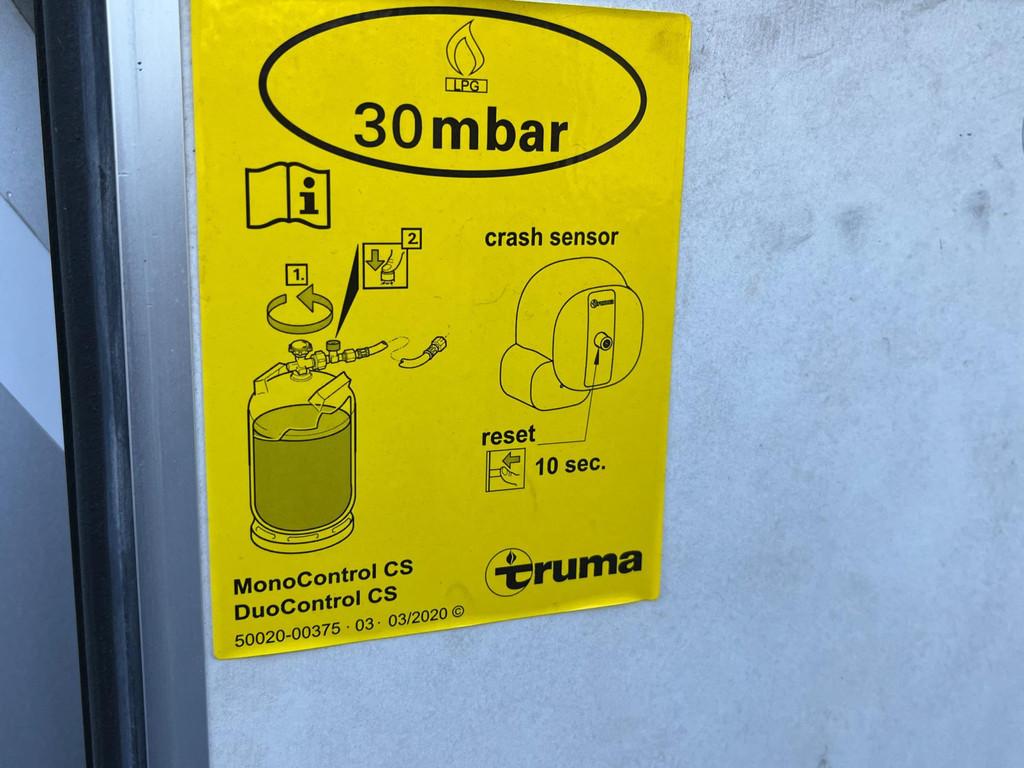 LPG
30mbar
i
1.
2.
crash sensor
truma
reset
10 sec.
MonoControl CS
DuoControl CS
50020-00375 · 03 · 03/2020 ©
truma